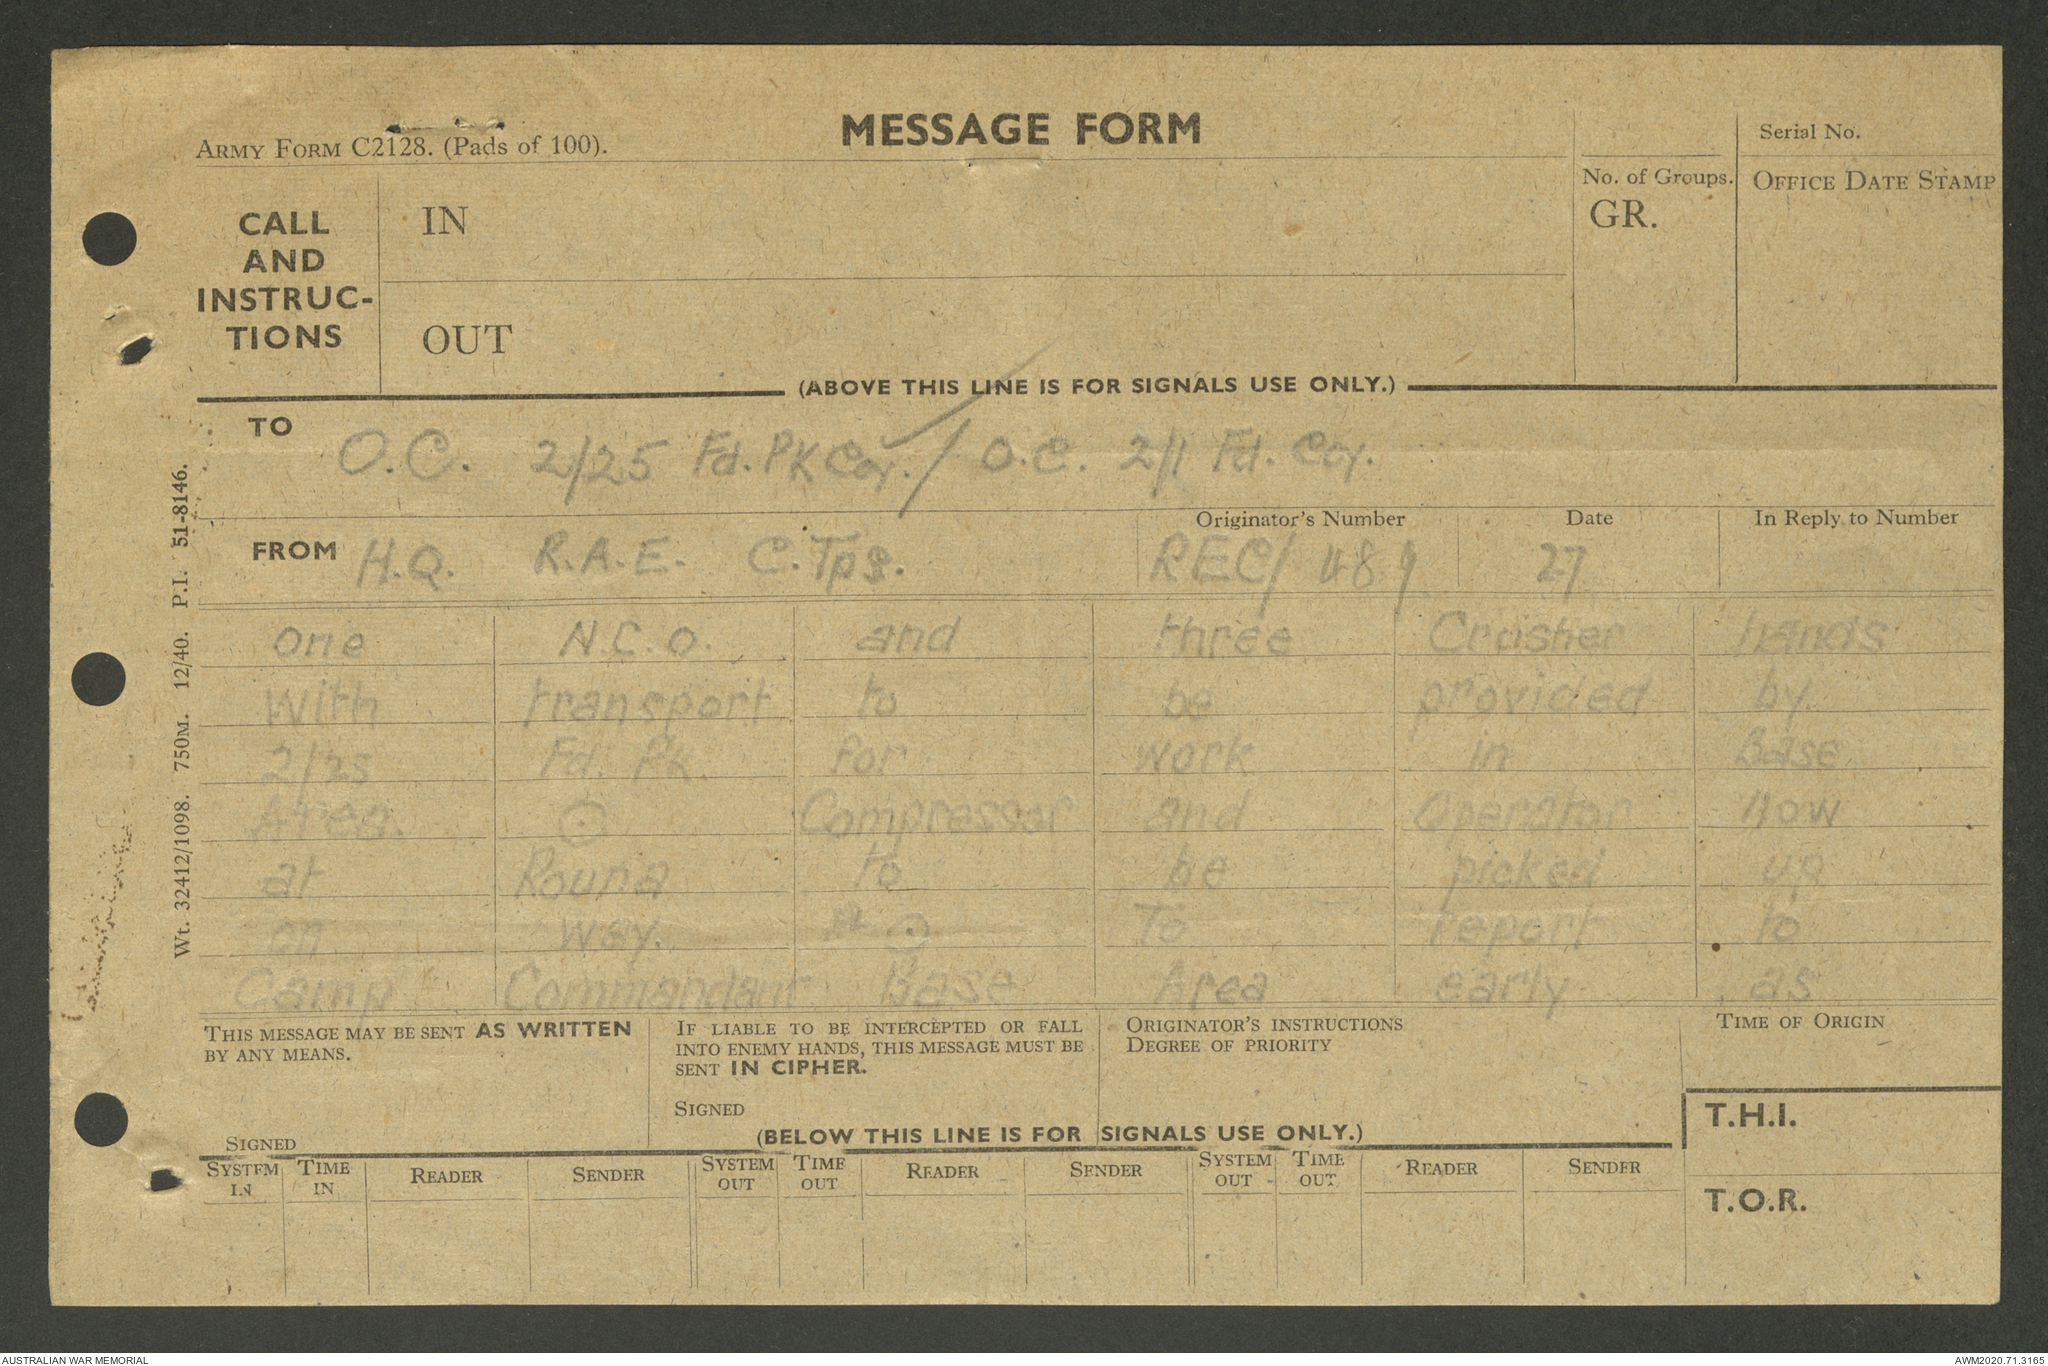 MESSAGE FORM
ARMY FORM C2128. (Pads of 100).
Serial No.
No. of Groups.
GR.
OFFICE DATE STAMP
CALL
AND
INSTRUC-
TIONS
IN
OUT
(ABOVE THIS LINE IS FOR SIGNALS USE ONLY.)
TO O.C. 2/25 Fd. PK Coy. / O.C. 2/1 Fd. Coy.
Originator's Number Date In Reply to Number
FROM H.Q. R.A.E. C. Tps. REC/ 489 27
one N.C.O. and three Crusher hands
with transport to be provided by
2/25 Fd. Pk. for work in Base
Area. ⊙ Compressor and Operator now
at Rouna to be picked up
on way. To report to
Camp Commandant Base Area early as
THIS MESSAGE MAY BE SENT AS WRITTEN
BY ANY MEANS.
SIGNED
IF LIABLE TO BE INTERCEPTED OR FALL
INTO ENEMY HANDS, THIS MESSAGE MUST BE
SENT IN CIPHER.
SIGNED
ORIGINATOR'S INSTRUCTIONS
DEGREE OF PRIORITY
TIME OF ORIGIN
T.H.I.
T.O.R.
(BELOW THIS LINE IS FOR SIGNALS USE ONLY.)
SYSTEM IN TIME IN READER SENDER SYSTEM OUT TIME OUT READER SENDER SYSTEM OUT TIME OUT READER SENDER
Wt. 32412/1098. 750M. 12/40. P.I. 51-8146.
AUSTRALIAN WAR MEMORIAL
AWM2020.71.3165